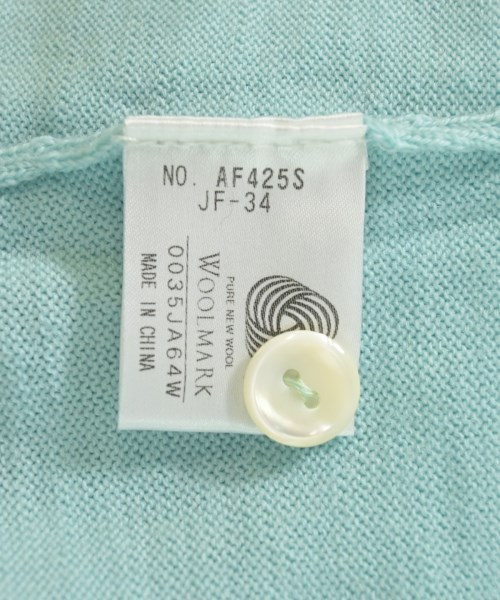 NO. AF425S
JF-34
PURE NEW WOOL
WOOLMARK
0035JA64W
MADE IN CHINA